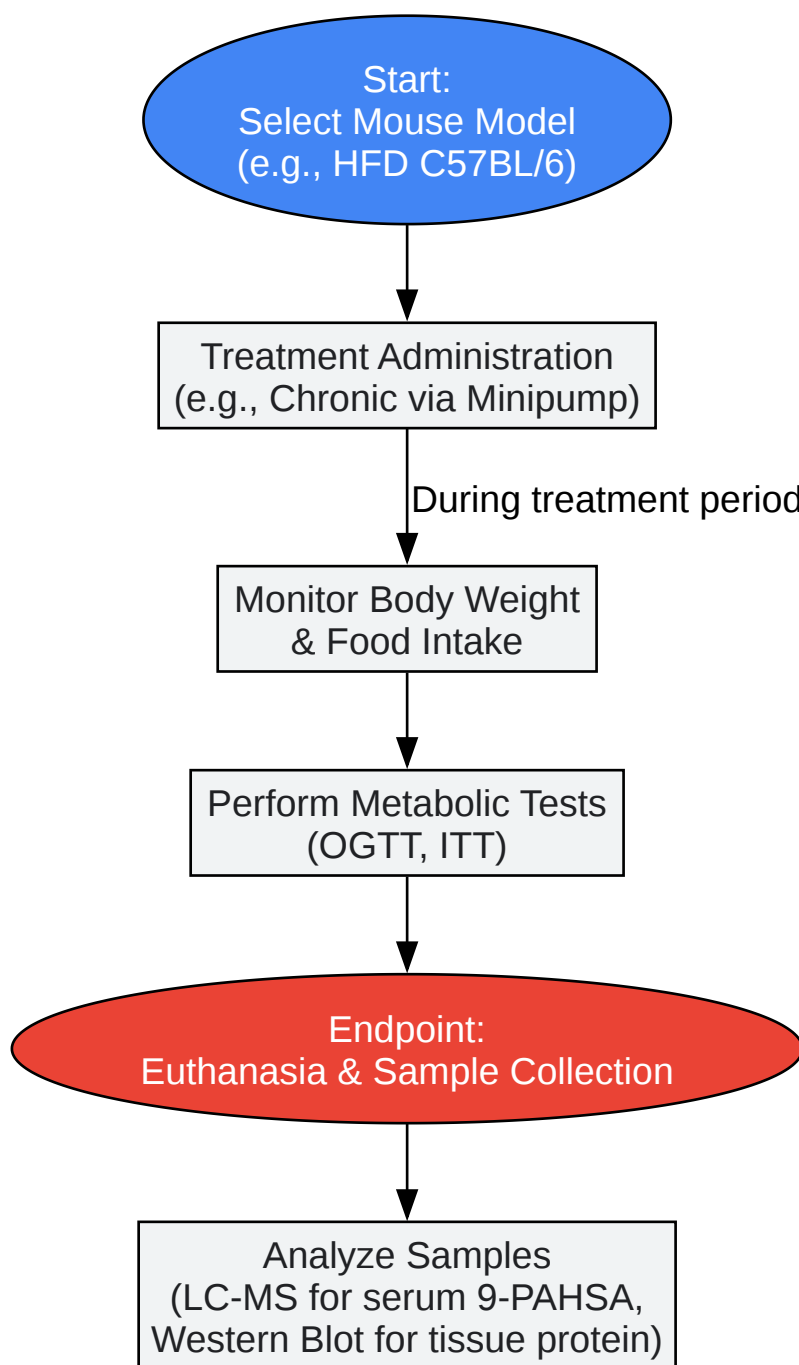 Start:
Select Mouse Model
(e.g., HFD C57BL/6)
Treatment Administration
(e.g., Chronic via Minipump)
During treatment period
Monitor Body Weight
& Food Intake
Perform Metabolic Tests
(OGTT, ITT)
Endpoint:
Euthanasia & Sample Collection
Analyze Samples
(LC-MS for serum 9-PAHSA,
Western Blot for tissue protein)